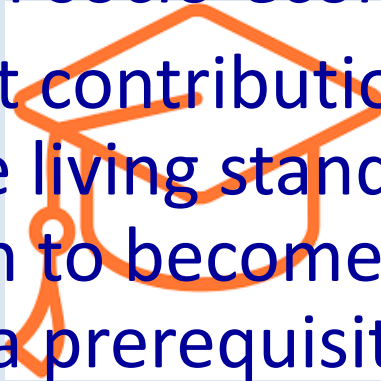 t contributio
e living stand
n to become
a prerequisit